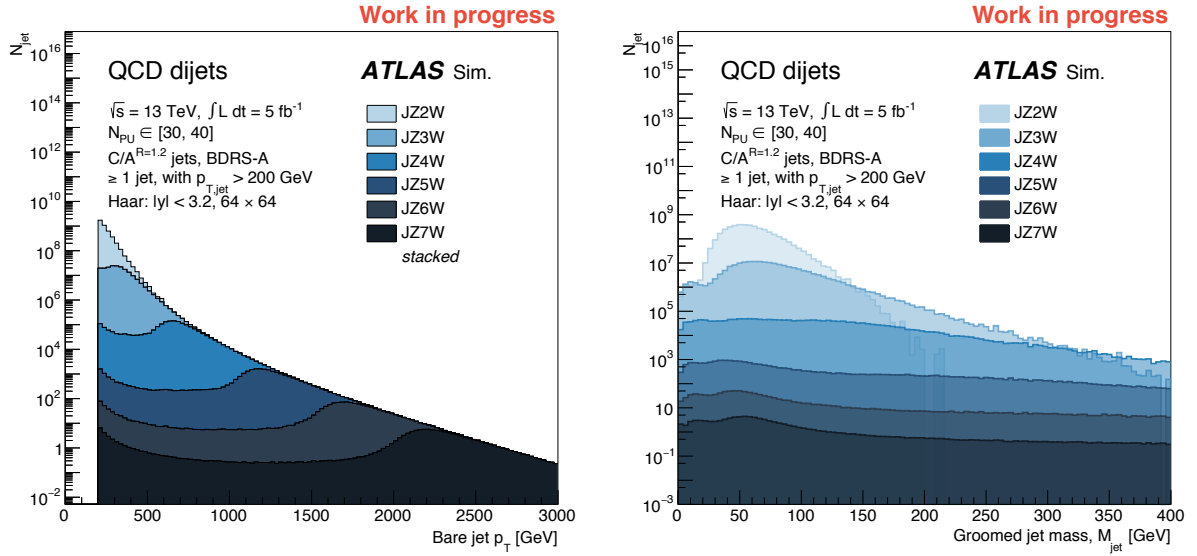 Work in progress
N_jet
10^16
10^14
10^12
10^10
10^8
10^6
10^4
10^2
1
10^-2
QCD dijets
ATLAS Sim.
√s = 13 TeV, ∫L dt = 5 fb^-1
N_PU ∈ [30, 40]
C/A^R=1.2 jets, BDRS-A
≥ 1 jet, with p_T,jet > 200 GeV
Haar: |y| < 3.2, 64 × 64
JZ2W
JZ3W
JZ4W
JZ5W
JZ6W
JZ7W
stacked
0 500 1000 1500 2000 2500 3000
Bare jet p_T [GeV]
Work in progress
N_jet
10^16
10^15
10^13
10^11
10^9
10^7
10^5
10^3
10
10^-1
10^-3
QCD dijets
ATLAS Sim.
√s = 13 TeV, ∫L dt = 5 fb^-1
N_PU ∈ [30, 40]
C/A^R=1.2 jets, BDRS-A
≥ 1 jet, with p_T,jet > 200 GeV
Haar: |y| < 3.2, 64 × 64
JZ2W
JZ3W
JZ4W
JZ5W
JZ6W
JZ7W
0 50 100 150 200 250 300 350 400
Groomed jet mass, M_jet [GeV]